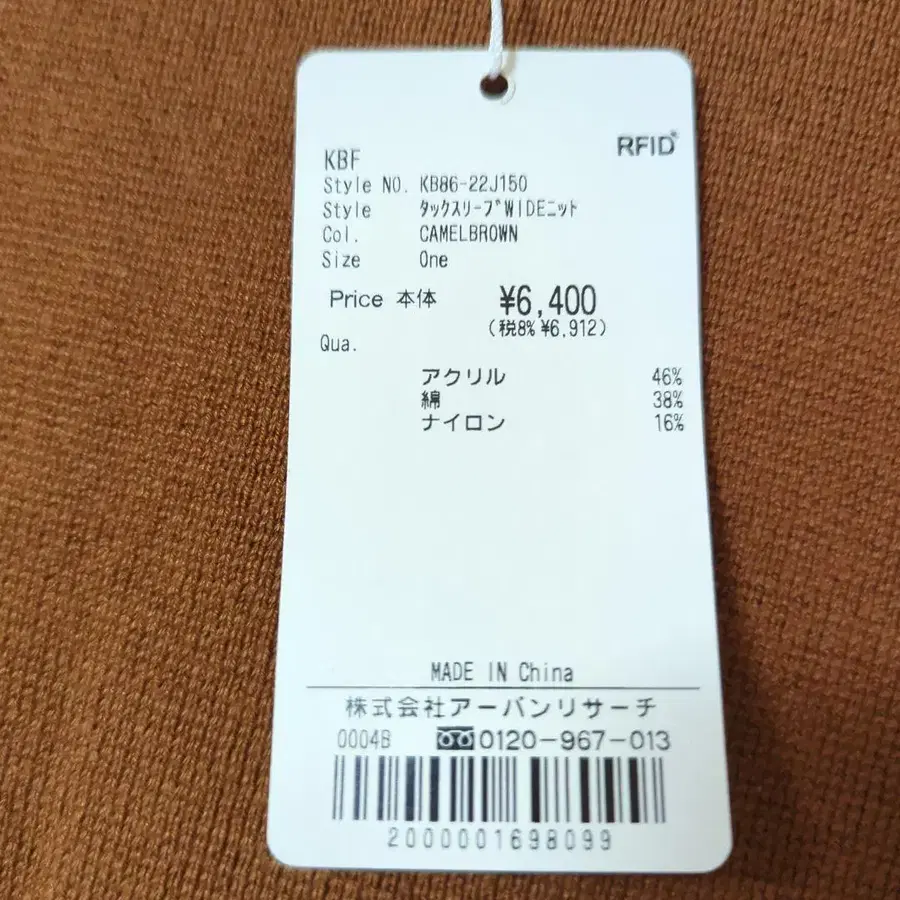 RFID
KBF
Style NO. KB86-22J150
Style ﾀｯｸｽﾘｰﾌﾞWIDEﾆｯﾄ
Col. CAMELBROWN
Size One
Price 本体 ¥6,400
(税8% ¥6,912)
Qua.
アクリル 46%
綿 38%
ナイロン 16%
MADE IN China
株式会社アーバンリサーチ
0004B 0120-967-013
2000001698099